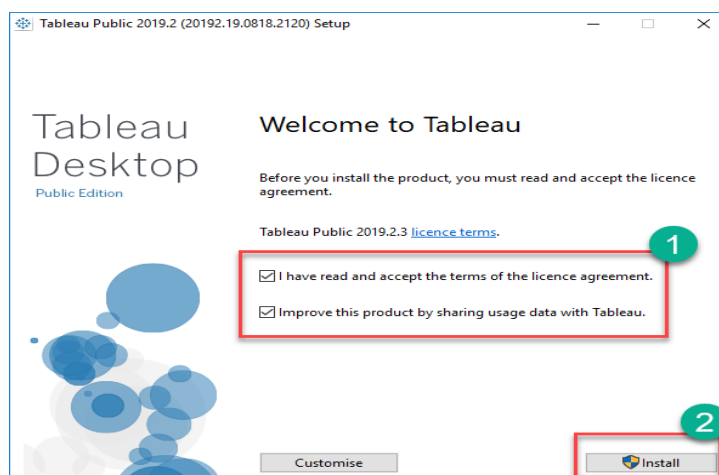 Tableau Public 2019.2 (20192.19.0818.2120) Setup
Tableau
Desktop
Public Edition
Welcome to Tableau
Before you install the product, you must read and accept the licence
agreement.
Tableau Public 2019.2.3 licence terms.
1
I have read and accept the terms of the licence agreement.
Improve this product by sharing usage data with Tableau.
2
Customise
Install